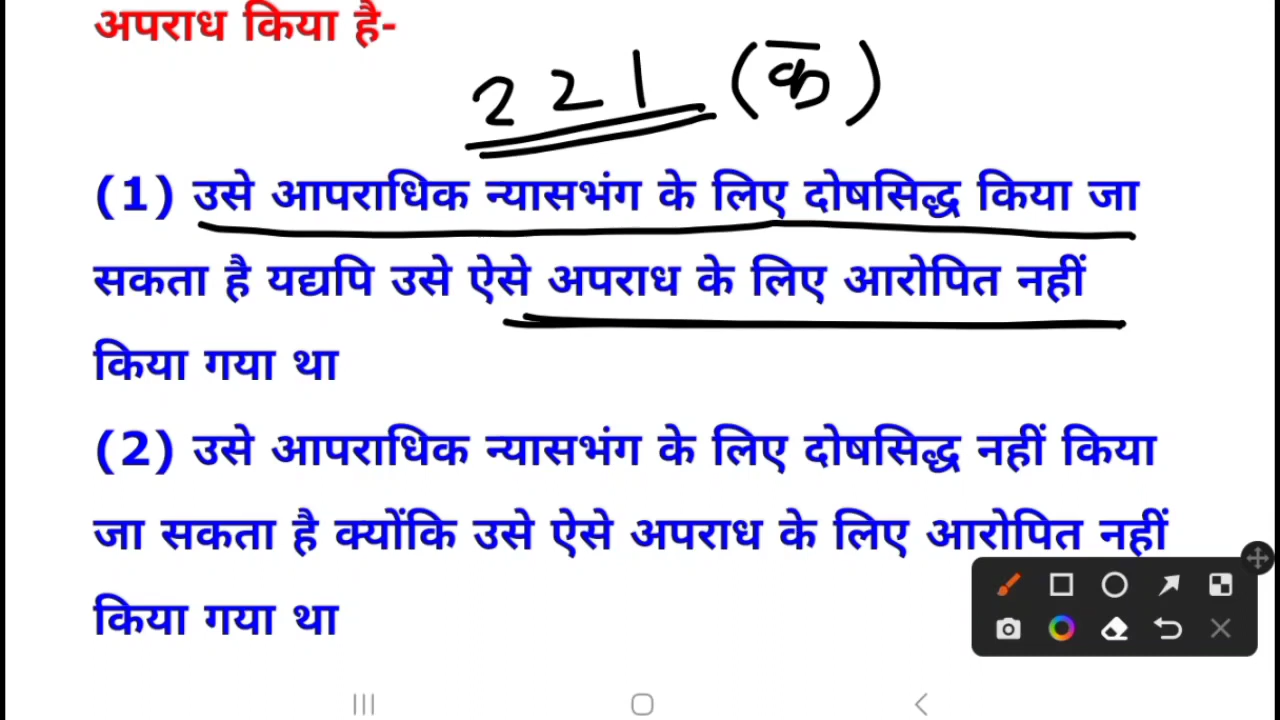 अपराध किया है-
221 (क)
(1) उसे आपराधिक न्यासभंग के लिए दोषसिद्ध किया जा
सकता है यद्यपि उसे ऐसे अपराध के लिए आरोपित नहीं
किया गया था
(2) उसे आपराधिक न्यासभंग के लिए दोषसिद्ध नहीं किया
जा सकता है क्योंकि उसे ऐसे अपराध के लिए आरोपित नहीं
किया गया था